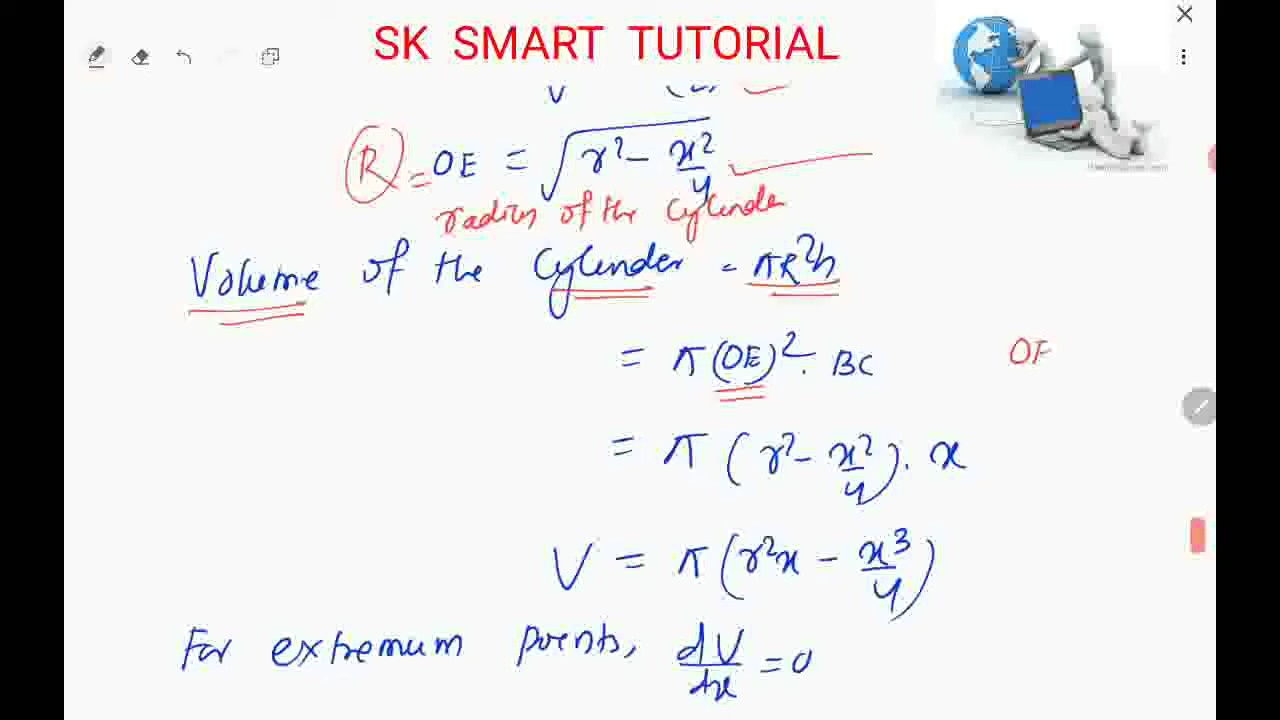 SK SMART TUTORIAL
R = OE = √(r² - x²/4)
radius of the cylinder
Volume of the cylinder = πR²h
= π(OE)². BC
OE
= π (r² - x²/4). x
V = π(r²x - x³/4)
For extremum points, dV/dx = 0